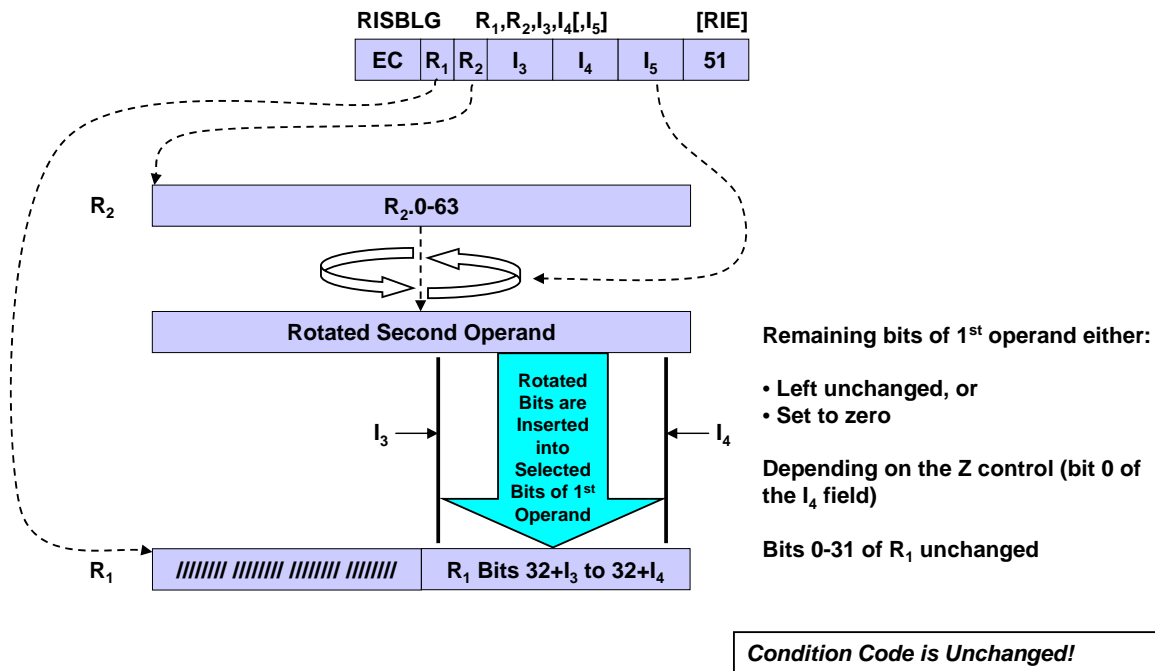 RISBLG R1,R2,I3,I4[,I5] [RIE]
EC R1 R2 I3 I4 I5 51
R2
R2.0-63
Rotated Second Operand
Rotated
Bits are
Inserted
into
Selected
Bits of 1st
Operand
I3
I4
R1
//////// //////// //////// ////////
R1 Bits 32+I3 to 32+I4
Remaining bits of 1st operand either:
• Left unchanged, or
• Set to zero
Depending on the Z control (bit 0 of
the I4 field)
Bits 0-31 of R1 unchanged
Condition Code is Unchanged!